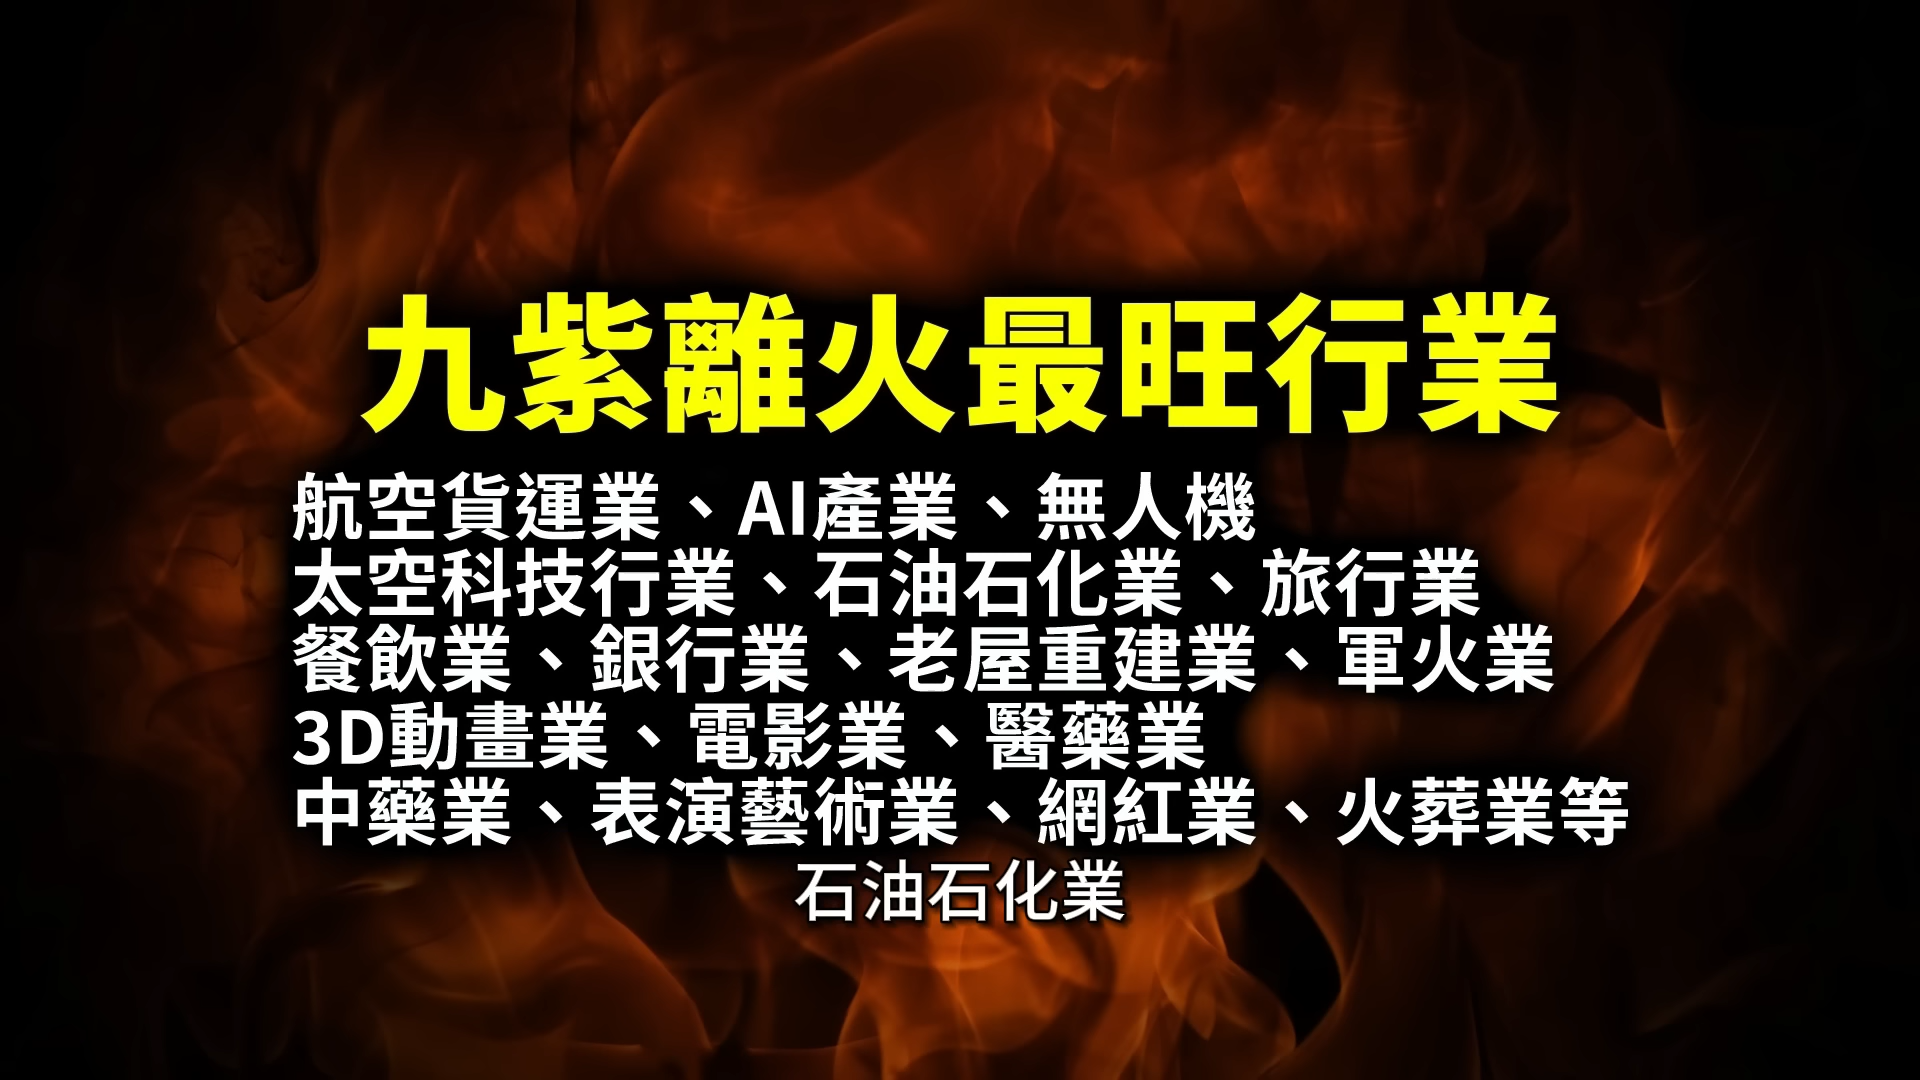 九紫離火最旺行業
航空貨運業、AI產業、無人機
太空科技行業、石油石化業、旅行業
餐飲業、銀行業、老屋重建業、軍火業
3D動畫業、電影業、醫藥業
中藥業、表演藝術業、網紅業、火葬業等
石油石化業